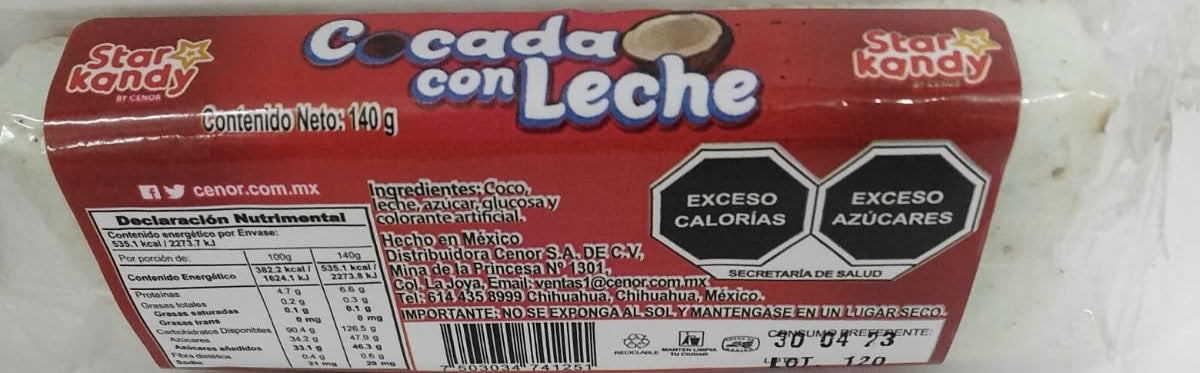 Star kandy
BY CENOR
Cocada
con Leche
Star kandy
Contenido Neto: 140 g
cenor.com.mx
Declaración Nutrimental
Contenido energético por Envase:
535.1 kcal / 2273.7 kJ
Por porción de: 100g 140g
Contenido Energético 382.2 kcal / 1624.1 kJ 535.1 kcal / 2273.8 kJ
Proteinas 4.7 g 6.6 g
Grasas totales 0.2 g 0.3 g
Grasas saturadas 0.1 g 0.1 g
Grasas trans 0 mg 0 mg
Carbohidratos Disponibles 90.4 g 126.5 g
Azúcares 34.2 g 47.9 g
Azúcares añadidos 33.1 g 46.3 g
Fibra dietética 0.4 g 0.6 g
Sodio 21 mg 29 mg
Ingredientes: Coco,
leche, azúcar, glucosa y
colorante artificial.
Hecho en México
Distribuidora Cenor S.A. DE C.V,
Mina de la Princesa Nº 1301,
Col. La Joya, Email: ventas1@cenor.com.mx
Tel: 614 435 8999 Chihuahua, Chihuahua, México.
IMPORTANTE: NO SE EXPONGA AL SOL Y MANTENGASE EN UN LUGAR SECO.
EXCESO
CALORÍAS
EXCESO
AZÚCARES
SECRETARÍA DE SALUD
7 503034 741251
RECICLABLE
MANTEN LIMPIA
TU CIUDAD
CONSUMO PREFERENTE:
30 04 23
LOT. 120